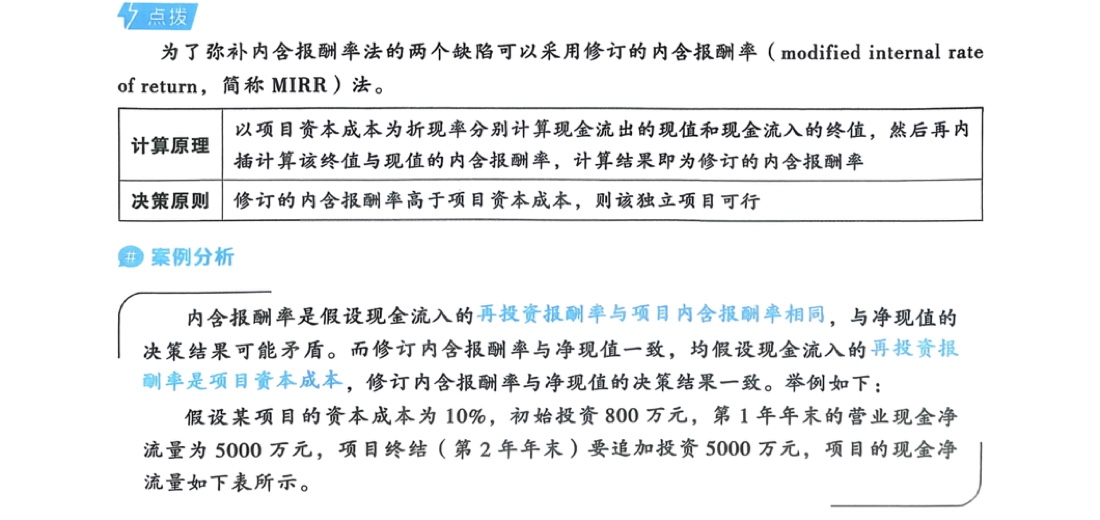 点拨
为了弥补内含报酬率法的两个缺陷可以采用修订的内含报酬率（modified internal rate
of return，简称 MIRR）法。
计算原理
以项目资本成本为折现率分别计算现金流出的现值和现金流入的终值，然后再内
插计算该终值与现值的内含报酬率，计算结果即为修订的内含报酬率
决策原则
修订的内含报酬率高于项目资本成本，则该独立项目可行
# 案例分析
内含报酬率是假设现金流入的再投资报酬率与项目内含报酬率相同，与净现值的
决策结果可能矛盾。而修订内含报酬率与净现值一致，均假设现金流入的再投资报
酬率是项目资本成本，修订内含报酬率与净现值的决策结果一致。举例如下：
假设某项目的资本成本为 10%，初始投资 800 万元，第 1 年年末的营业现金净
流量为 5000 万元，项目终结（第 2 年年末）要追加投资 5000 万元，项目的现金净
流量如下表所示。